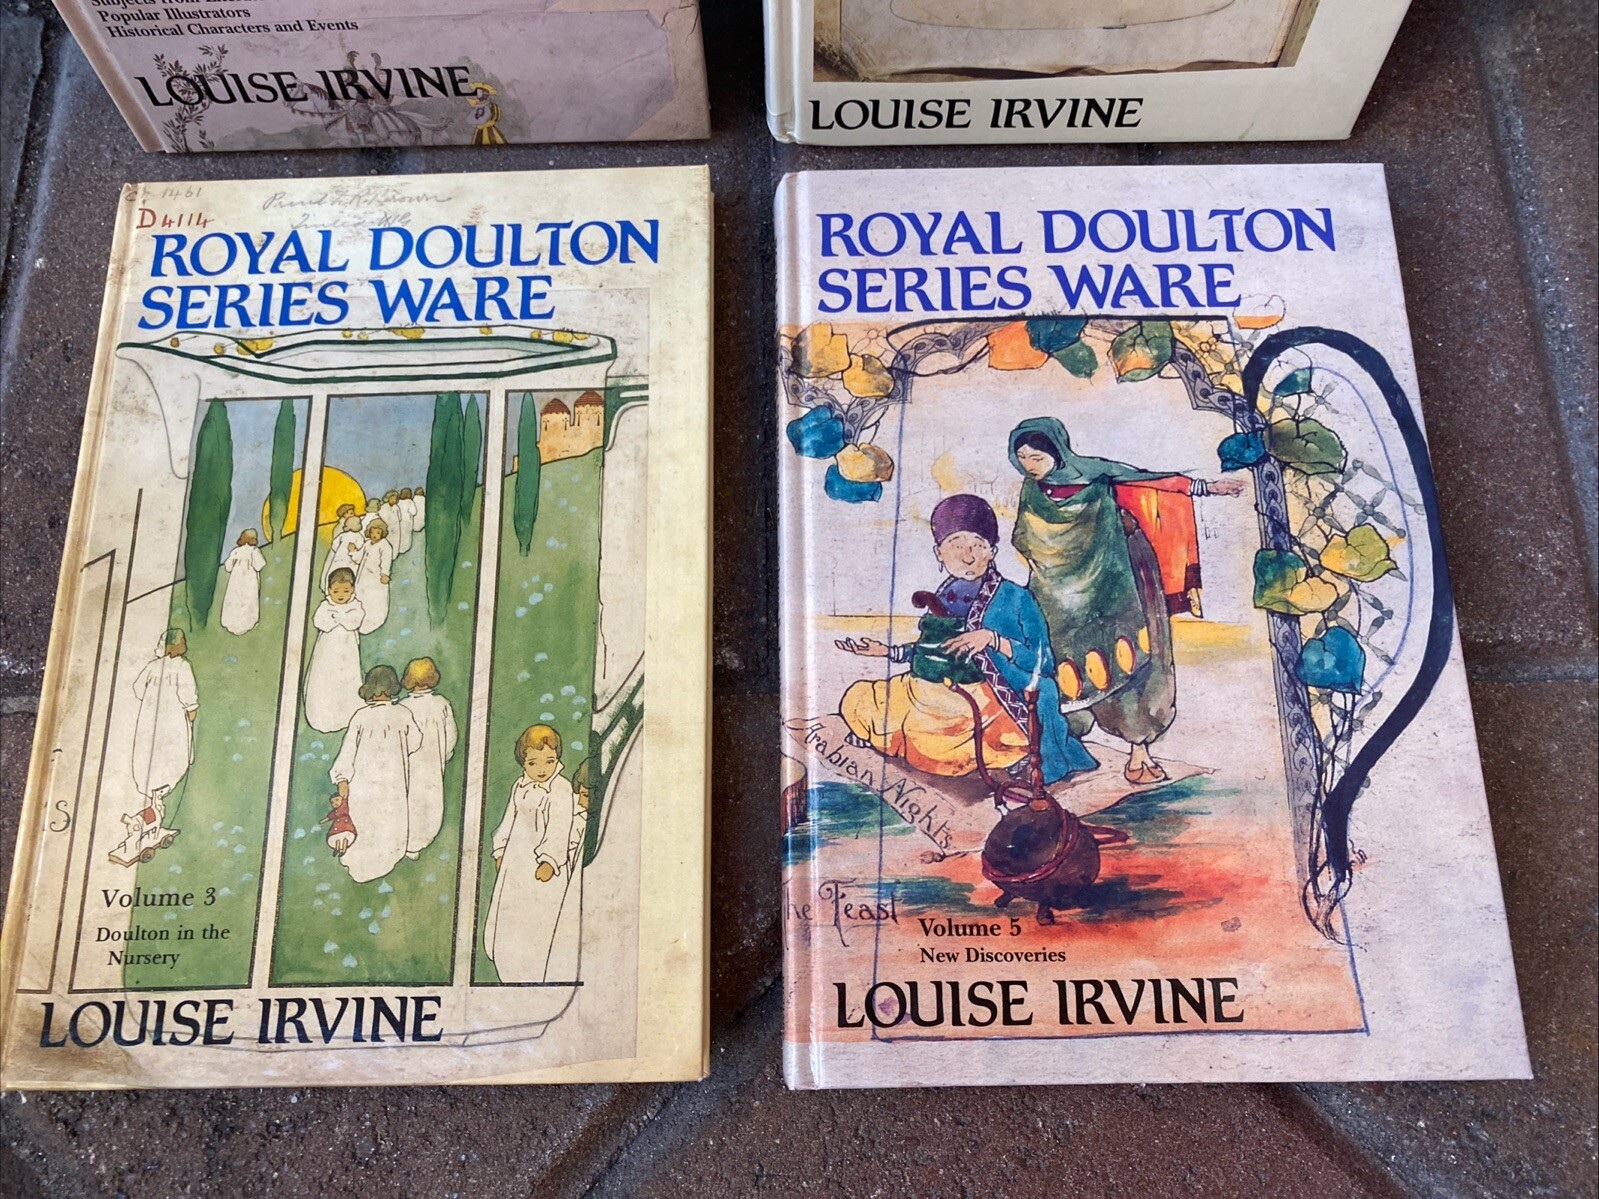 Popular Illustrators
Historical Characters and Events
LOUISE IRVINE
LOUISE IRVINE
D4114
ROYAL DOULTON
SERIES WARE
Volume 3
Doulton in the
Nursery
LOUISE IRVINE
ROYAL DOULTON
SERIES WARE
Arabian Nights
The Feast
Volume 5
New Discoveries
LOUISE IRVINE